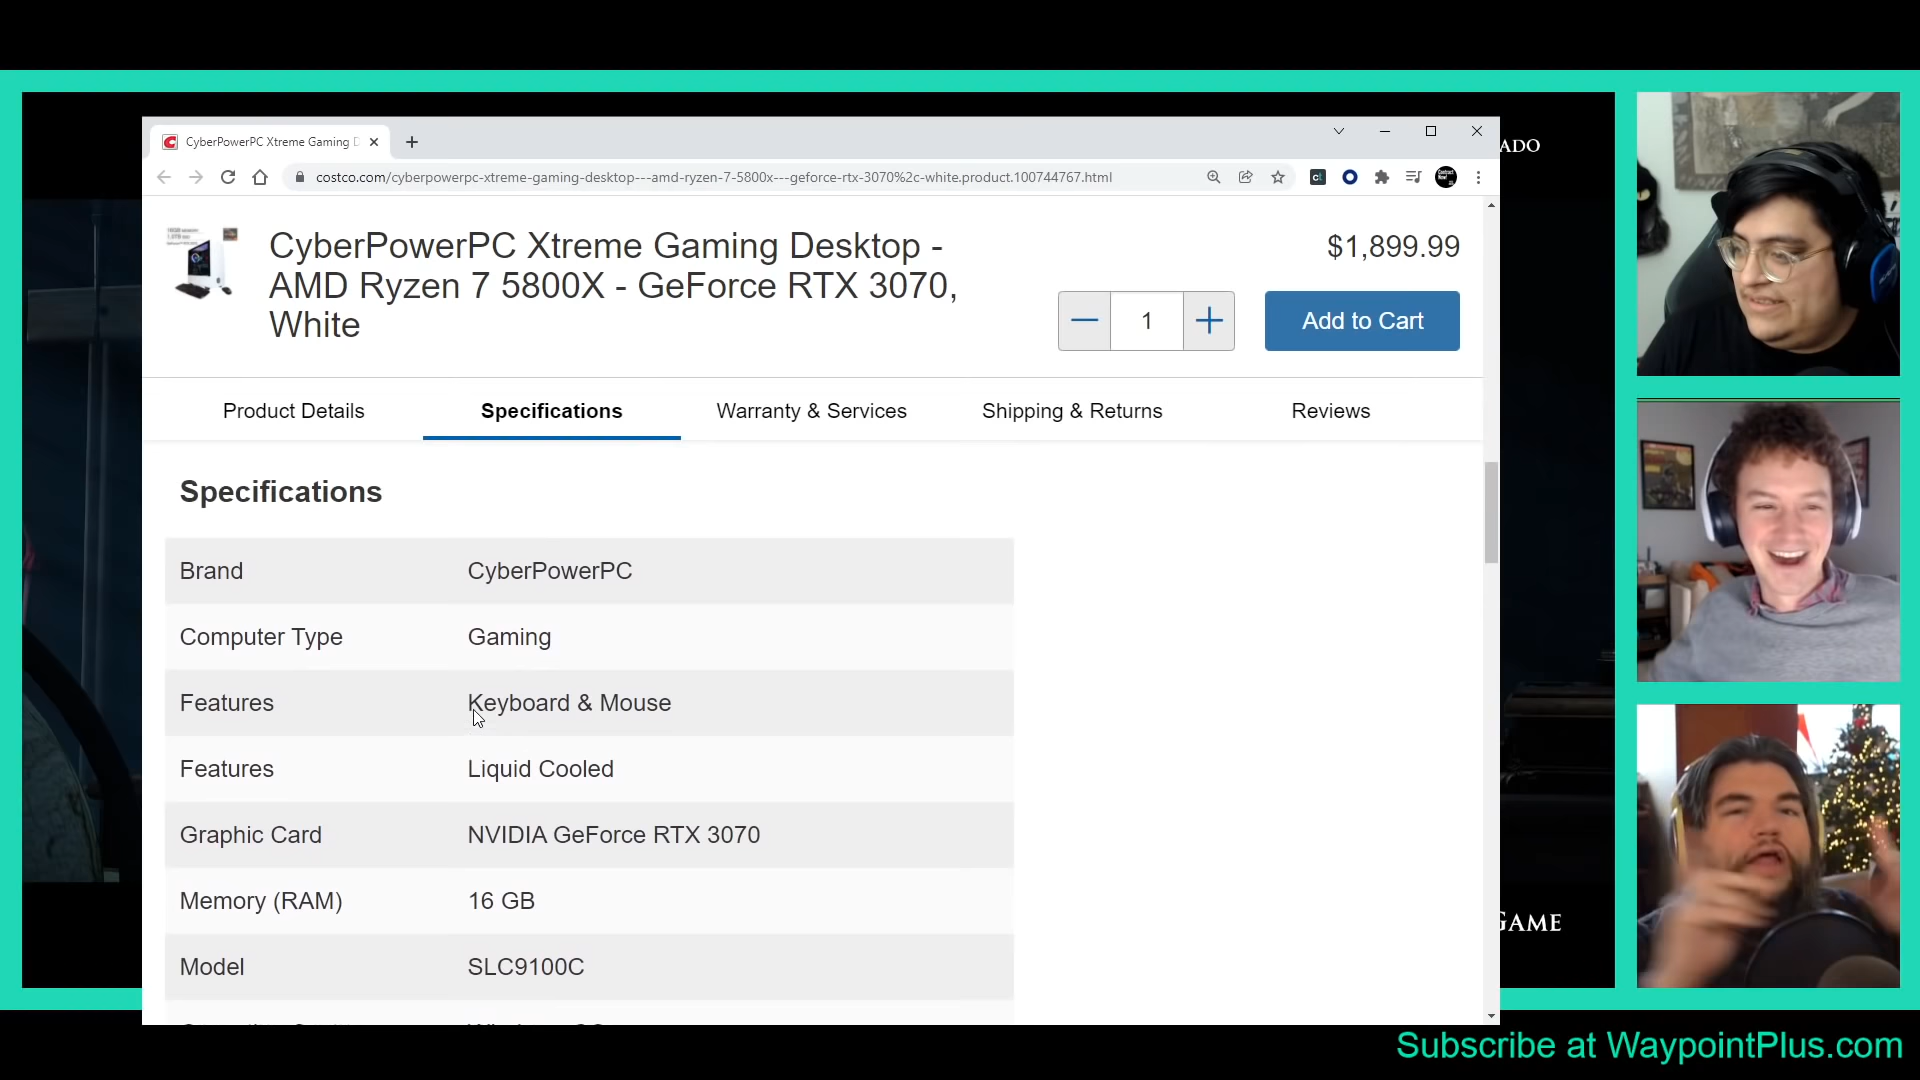 CyberPowerPC Xtreme Gaming D
costco.com/cyberpowerpc-xtreme-gaming-desktop---amd-ryzen-7-5800x---geforce-rtx-3070%2c-white.product.100744767.html
ADO
CyberPowerPC Xtreme Gaming Desktop -
AMD Ryzen 7 5800X - GeForce RTX 3070,
White
$1,899.99
1
Add to Cart
Product Details
Specifications
Warranty & Services
Shipping & Returns
Reviews
Specifications
Brand CyberPowerPC
Computer Type Gaming
Features Keyboard & Mouse
Features Liquid Cooled
Graphic Card NVIDIA GeForce RTX 3070
Memory (RAM) 16 GB
Model SLC9100C
GAME
Subscribe at WaypointPlus.com